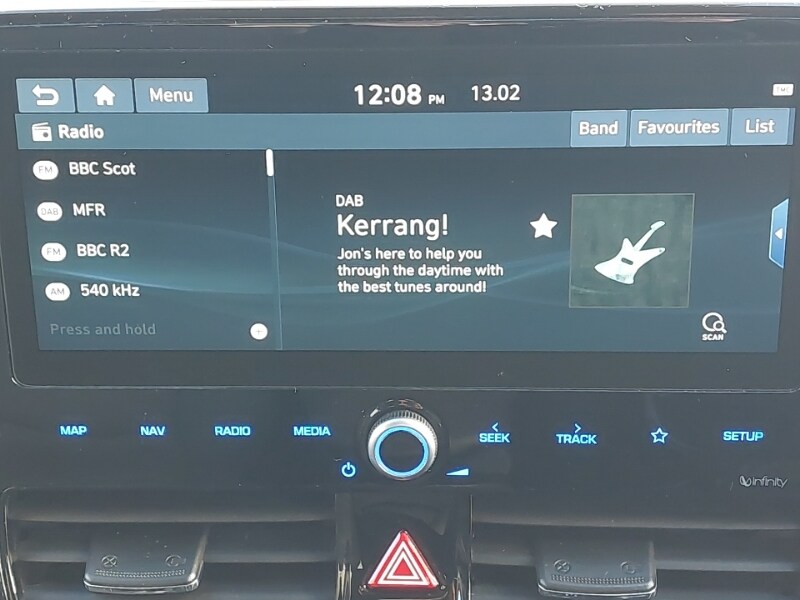 Menu
12:08 PM
13.02
TMC
Radio
Band
Favourites
List
FM BBC Scot
DAB MFR
FM BBC R2
AM 540 kHz
Press and hold
DAB
Kerrang!
Jon's here to help you
through the daytime with
the best tunes around!
SCAN
MAP
NAV
RADIO
MEDIA
SEEK
TRACK
SETUP
infinity